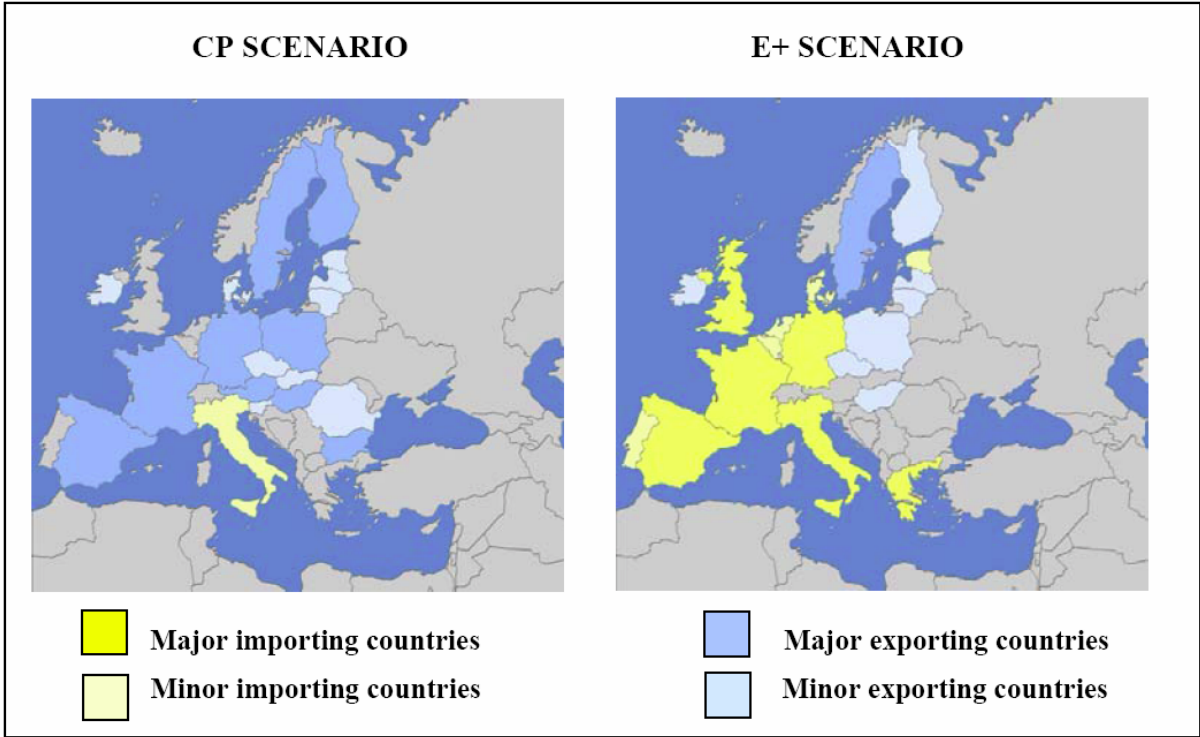 CP SCENARIO
E+ SCENARIO
Major importing countries
Major exporting countries
Minor importing countries
Minor exporting countries